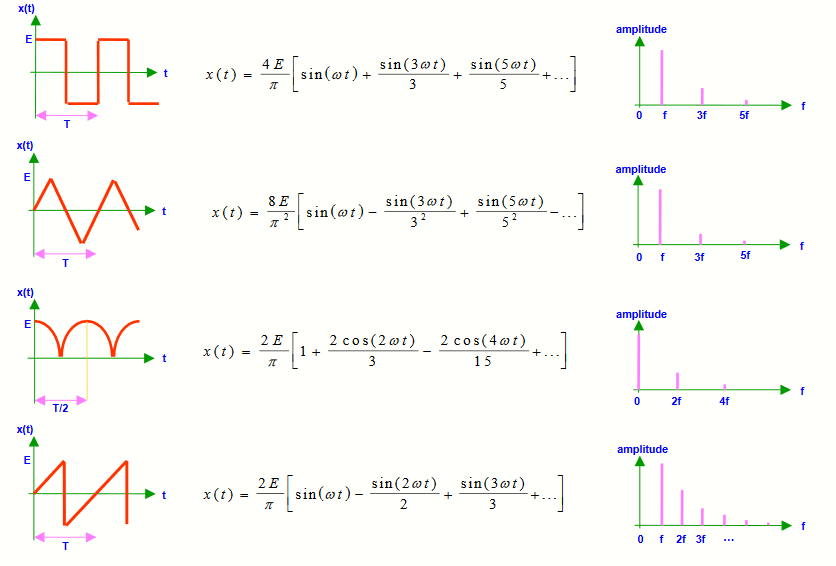 x(t)
E
t
T
x(t) = 4E/π [ sin(ωt) + sin(3ωt)/3 + sin(5ωt)/5 + ... ]
amplitude
0 f 3f 5f f
x(t)
E
t
T
x(t) = 8E/π² [ sin(ωt) − sin(3ωt)/3² + sin(5ωt)/5² − ... ]
amplitude
0 f 3f 5f f
x(t)
E
t
T/2
x(t) = 2E/π [ 1 + 2cos(2ωt)/3 − 2cos(4ωt)/15 + ... ]
amplitude
0 2f 4f f
x(t)
E
t
T
x(t) = 2E/π [ sin(ωt) − sin(2ωt)/2 + sin(3ωt)/3 + ... ]
amplitude
0 f 2f 3f ... f